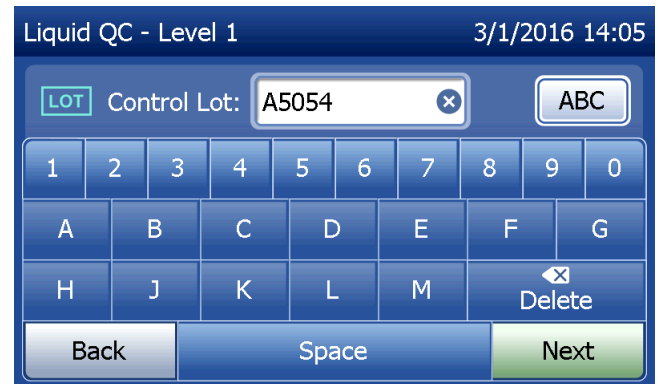 Liquid QC - Level 1 3/1/2016 14:05
LOT Control Lot: A5054 ABC
1 2 3 4 5 6 7 8 9 0
A B C D E F G
H J K L M Delete
Back Space Next